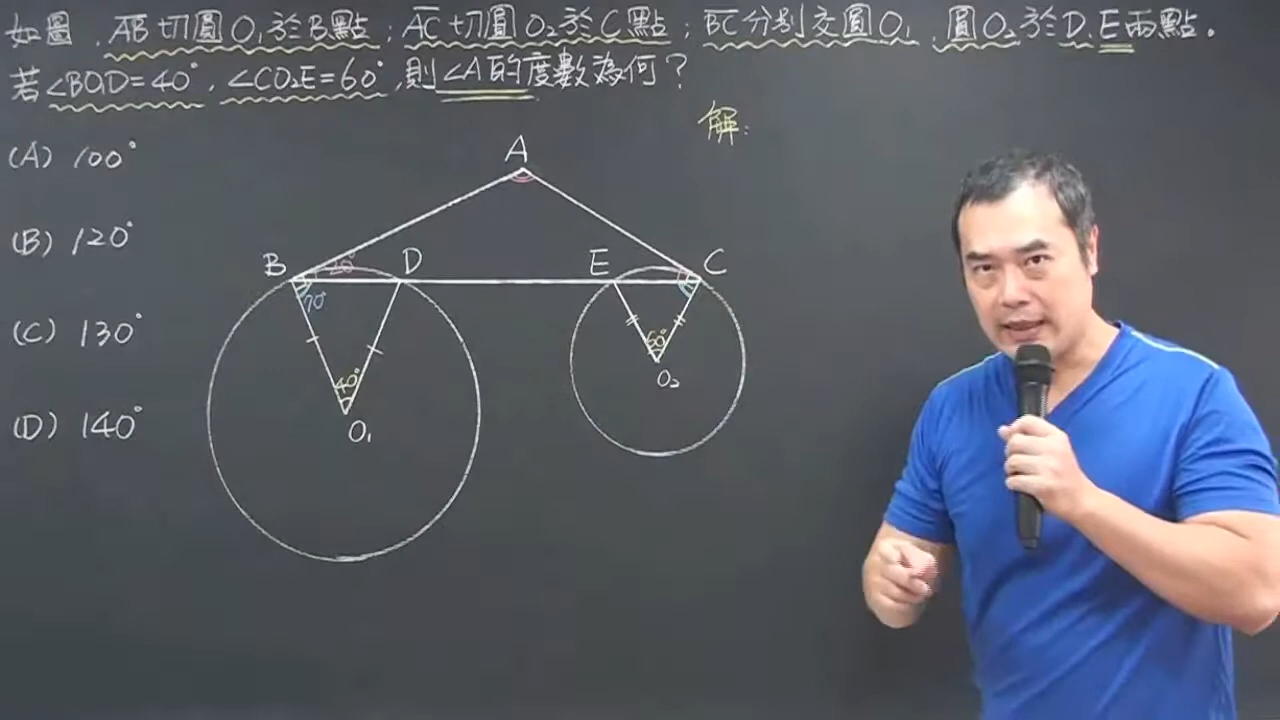 如圖，AB切圓O₁於B點；AC切圓O₂於C點；BC分別交圓O₁、圓O₂於D、E兩點。
若∠BO₁D=40°，∠CO₂E=60°，則∠A的度數為何？
解：
(A) 100°
(B) 120°
(C) 130°
(D) 140°
A
B 20° D E C
70°
40° 60°
O₁ O₂